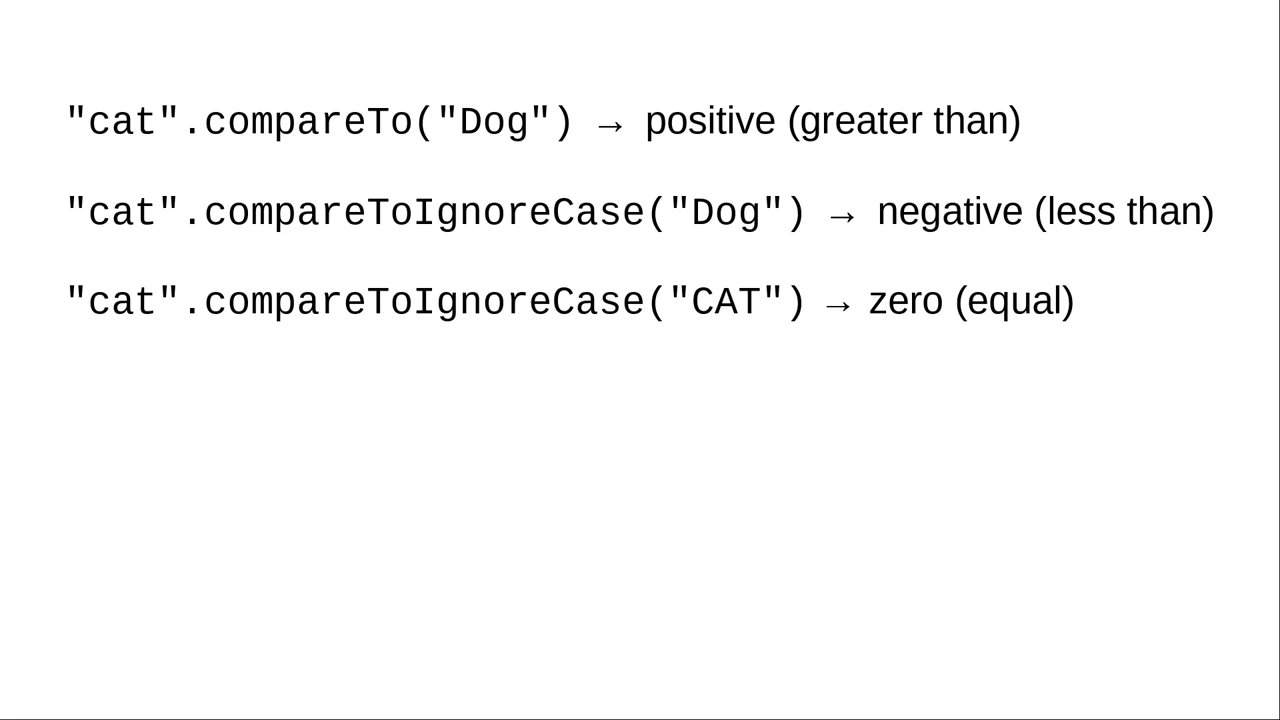 "cat".compareTo("Dog") → positive (greater than)
"cat".compareToIgnoreCase("Dog") → negative (less than)
"cat".compareToIgnoreCase("CAT") → zero (equal)